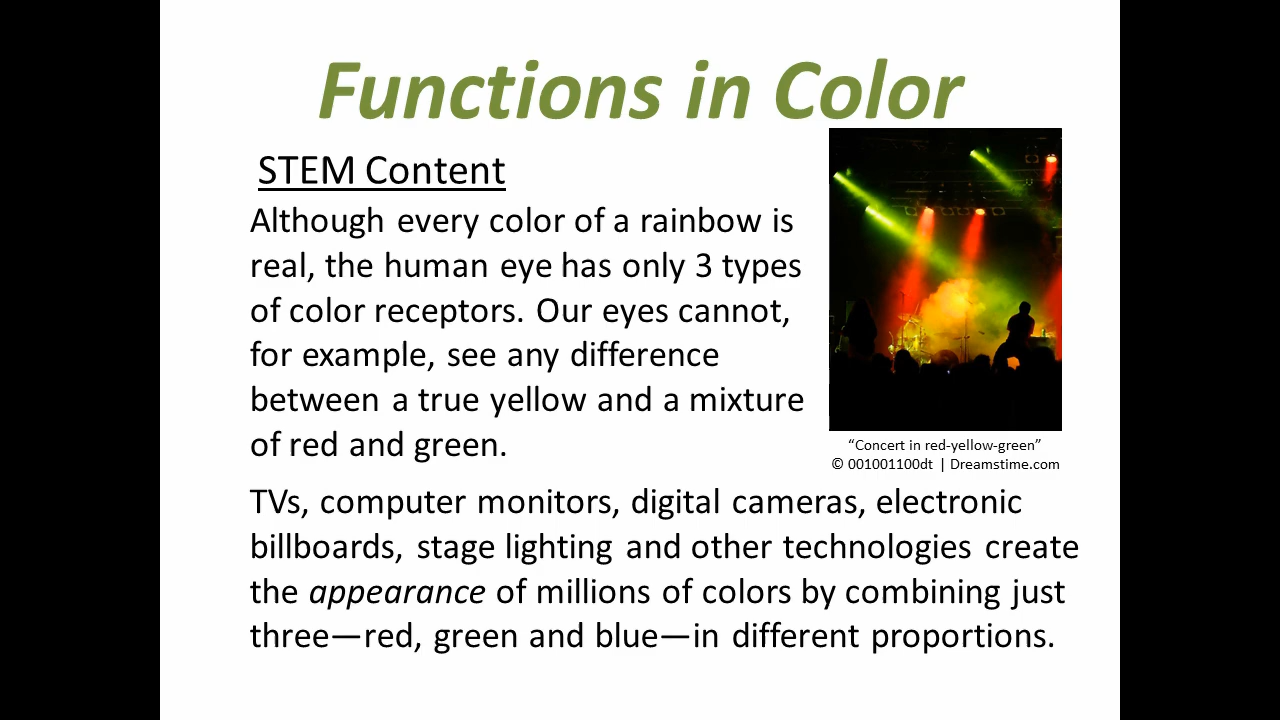 Functions in Color
STEM Content
Although every color of a rainbow is
real, the human eye has only 3 types
of color receptors. Our eyes cannot,
for example, see any difference
between a true yellow and a mixture
of red and green.
“Concert in red-yellow-green”
© 001001100dt | Dreamstime.com
TVs, computer monitors, digital cameras, electronic
billboards, stage lighting and other technologies create
the appearance of millions of colors by combining just
three—red, green and blue—in different proportions.